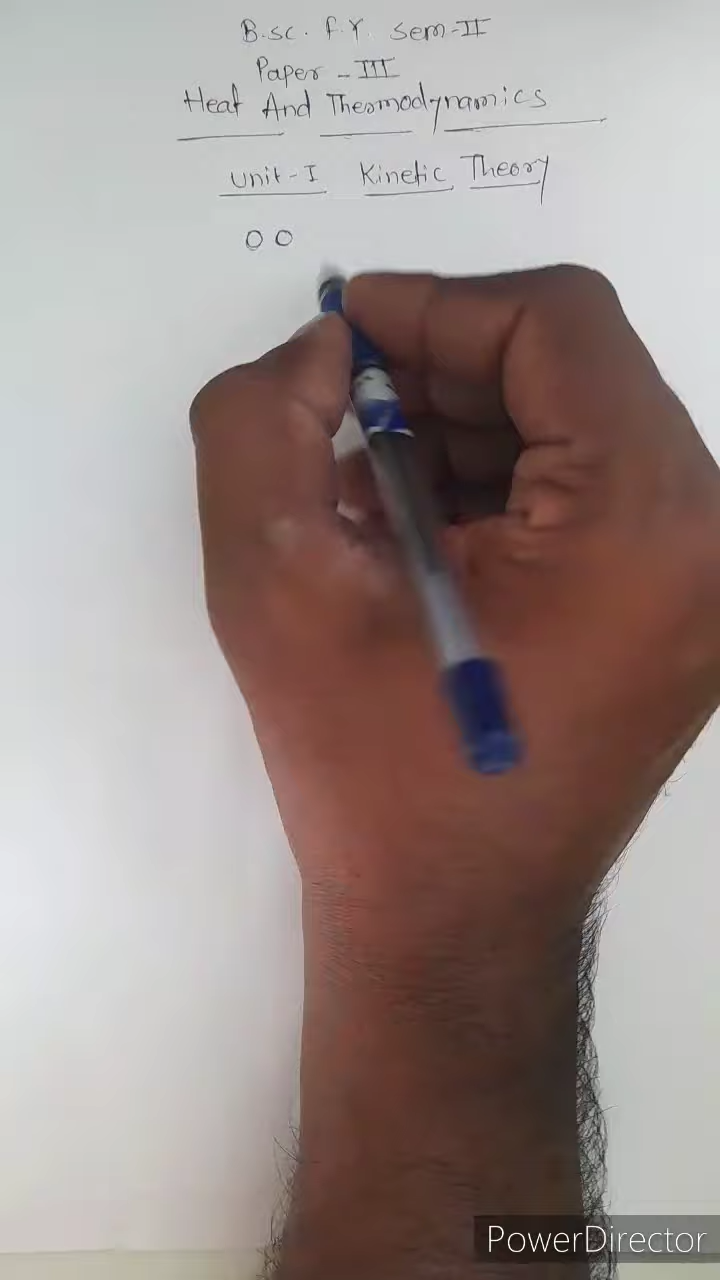 B.sc. F.Y. Sem-II
Paper - III
Heat And Thermodynamics
Unit-I Kinetic Theory
O O
PowerDirector